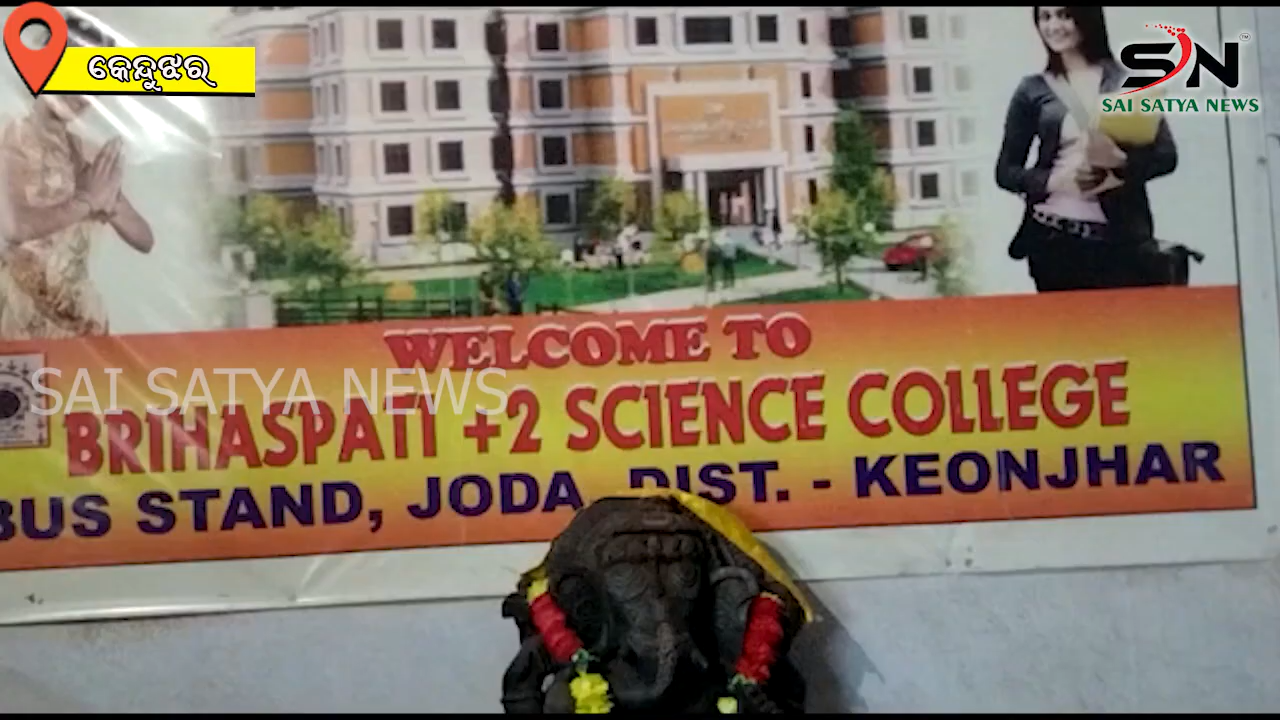 କେନ୍ଦୁଝର
SN
SAI SATYA NEWS
WELCOME TO
SAI SATYA NEWS
BRIHASPATI +2 SCIENCE COLLEGE
BUS STAND, JODA, DIST. - KEONJHAR